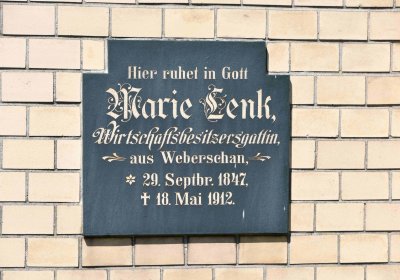 Hier ruhet in Gott
Marie Lenk,
Wirtschaftsbesitzersgattin,
aus Weberschan,
* 29. Septbr. 1847,
† 18. Mai 1912.